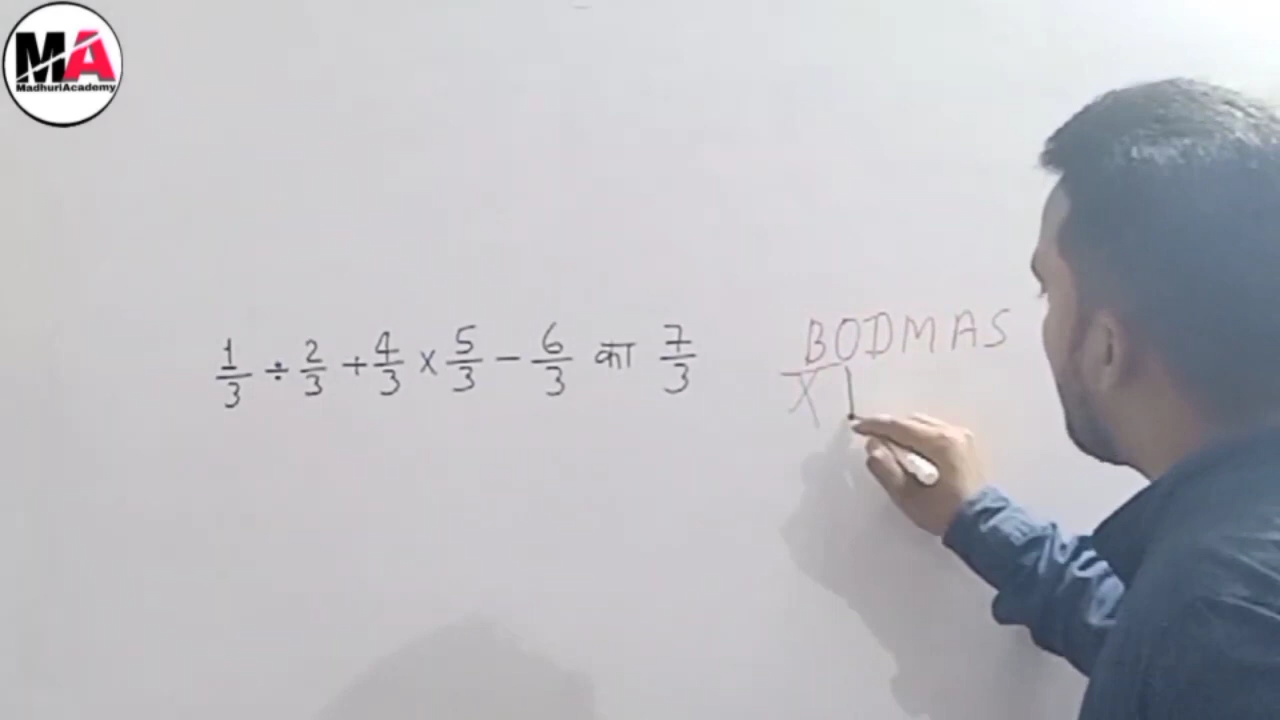 MA
MadhuriAcademy
1/3 ÷ 2/3 + 4/3 × 5/3 - 6/3 का 7/3
BODMAS
X